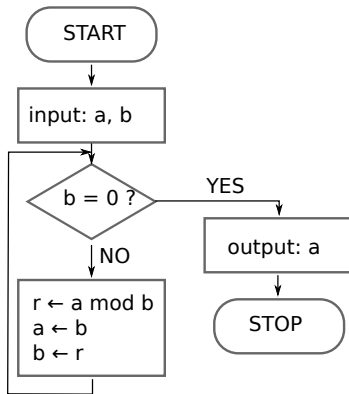 START
input: a, b
b = 0 ?
YES
NO
output: a
r ← a mod b
a ← b
b ← r
STOP